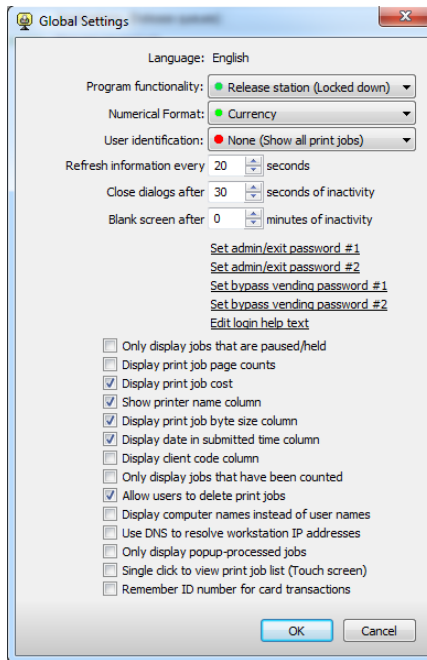 Global Settings
Language: English
Program functionality: Release station (Locked down)
Numerical Format: Currency
User identification: None (Show all print jobs)
Refresh information every 20 seconds
Close dialogs after 30 seconds of inactivity
Blank screen after 0 minutes of inactivity
Set admin/exit password #1
Set admin/exit password #2
Set bypass vending password #1
Set bypass vending password #2
Edit login help text
Only display jobs that are paused/held
Display print job page counts
Display print job cost
Show printer name column
Display print job byte size column
Display date in submitted time column
Display client code column
Only display jobs that have been counted
Allow users to delete print jobs
Display computer names instead of user names
Use DNS to resolve workstation IP addresses
Only display popup-processed jobs
Single click to view print job list (Touch screen)
Remember ID number for card transactions
OK Cancel